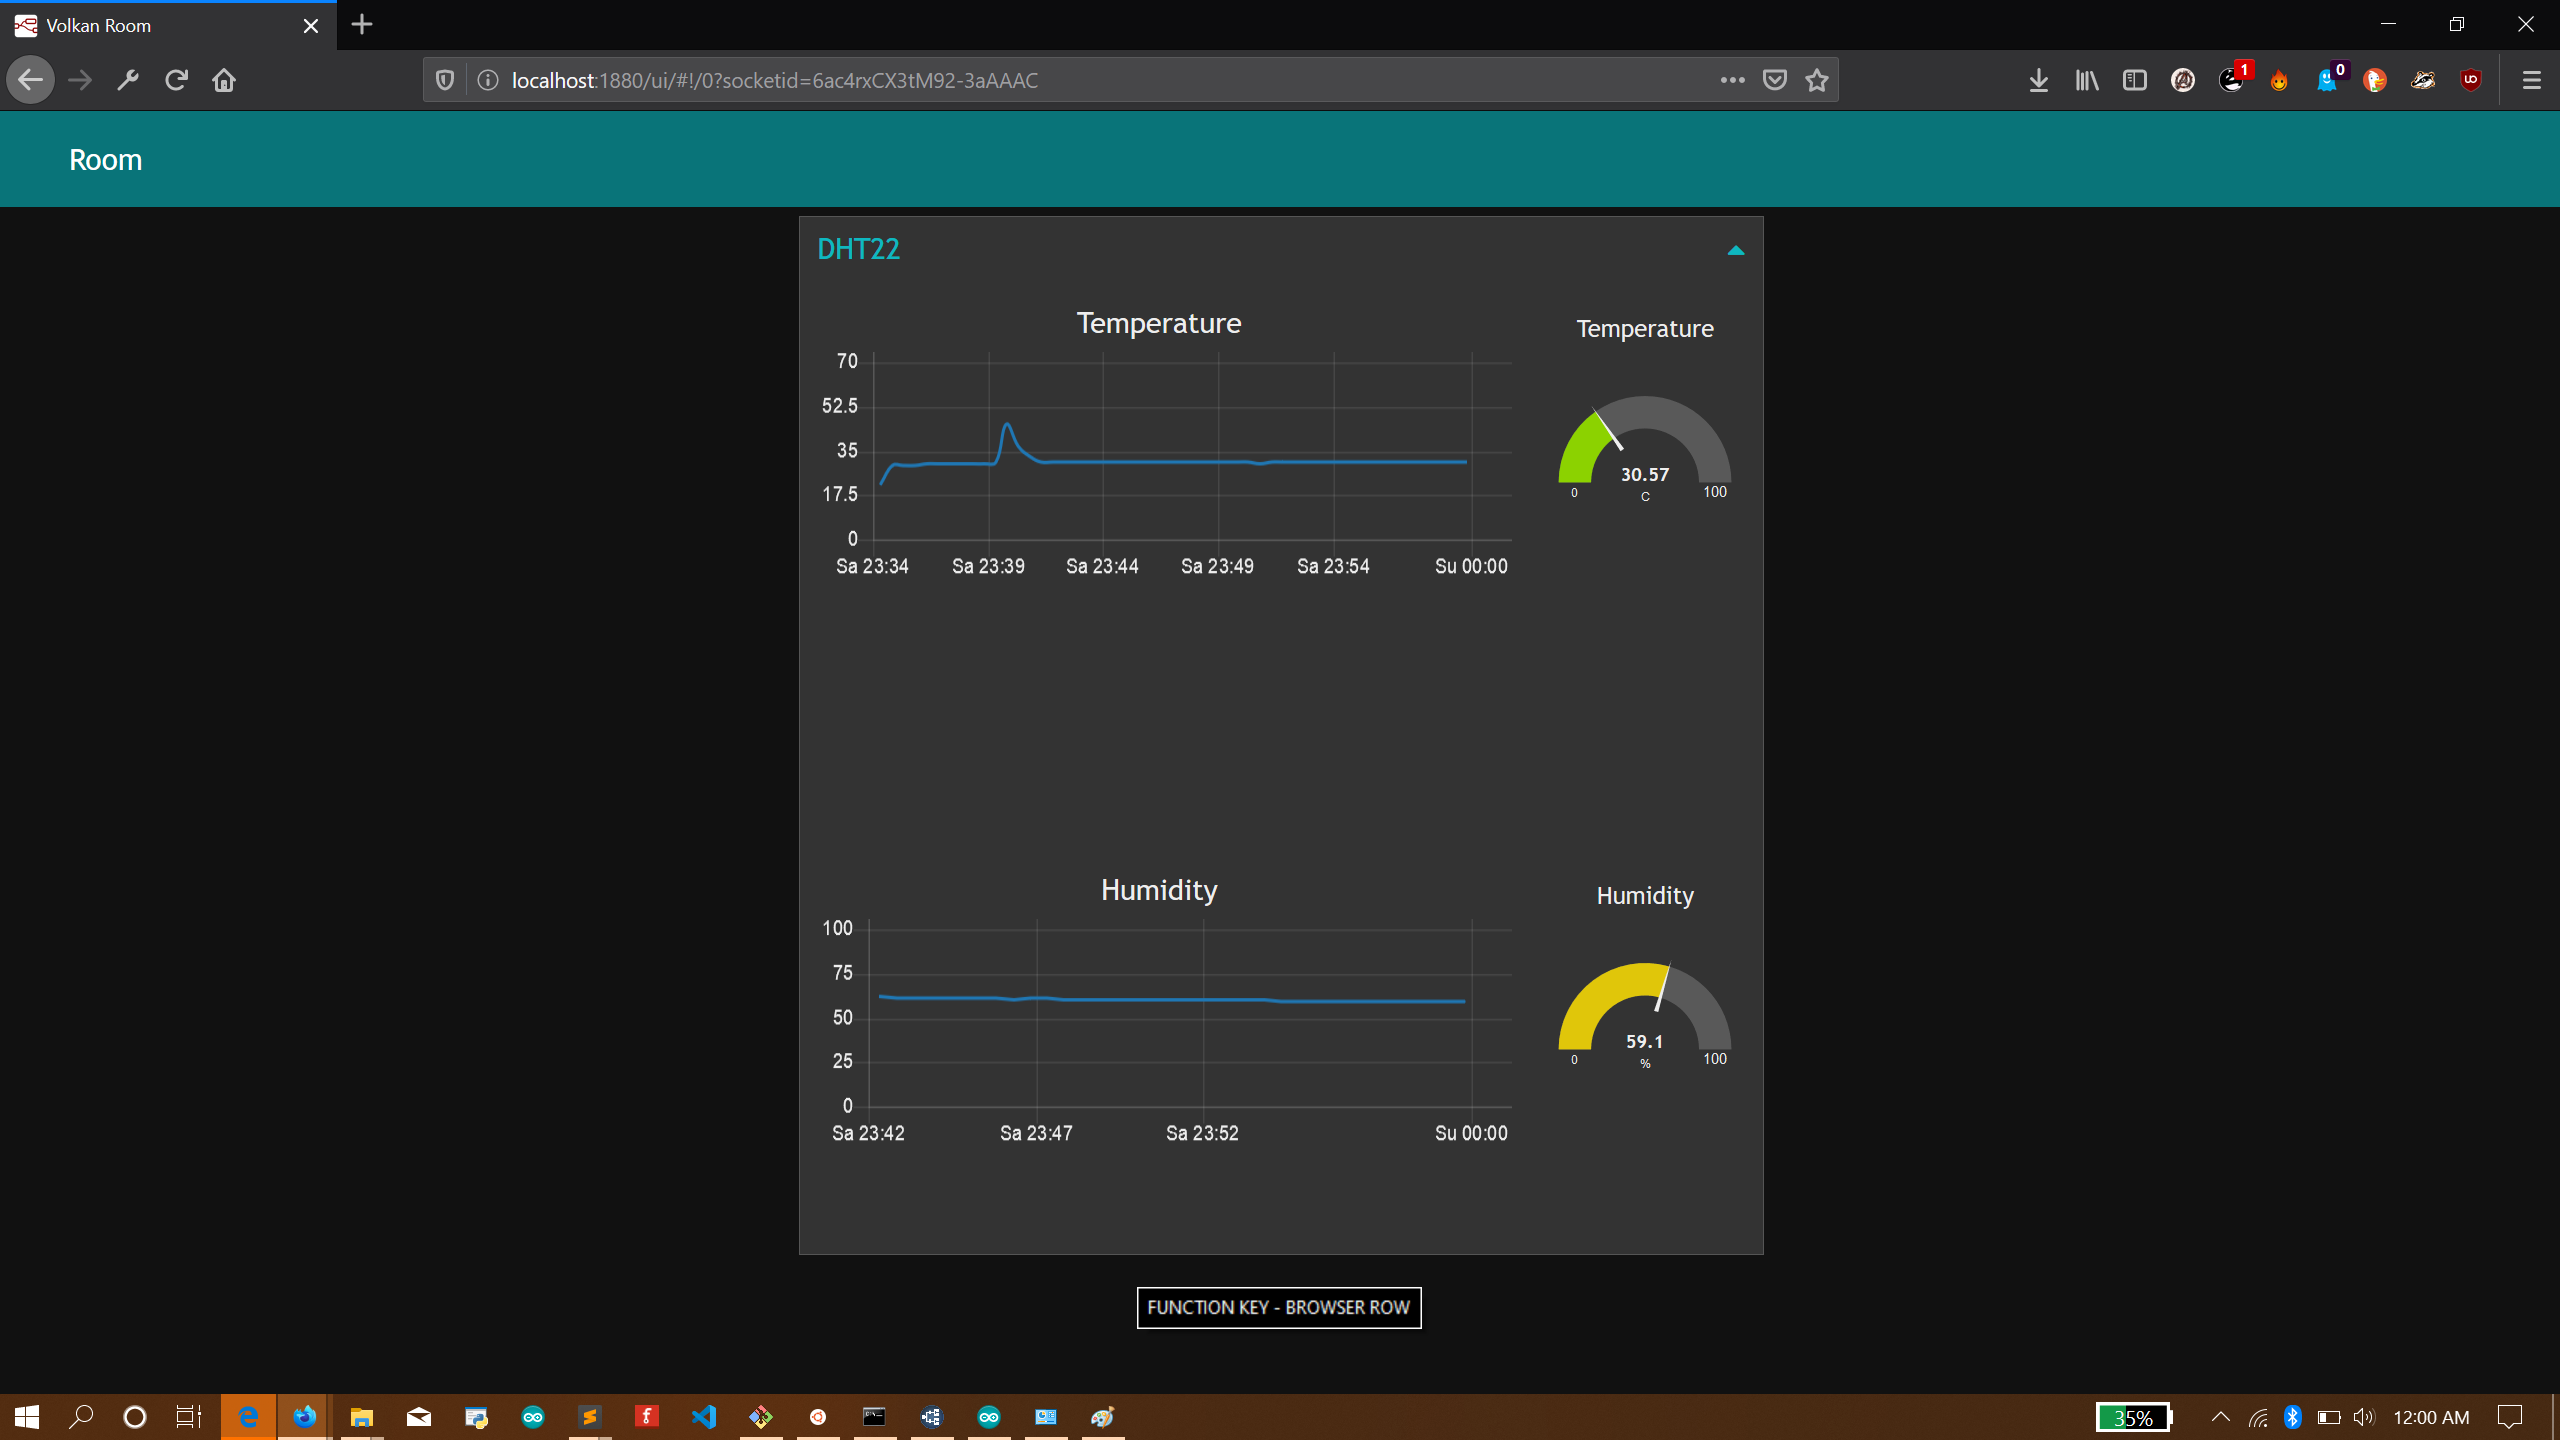 Volkan Room
localhost:1880/ui/#!/0?socketid=6ac4rxCX3tM92-3aAAAC
1
0
Room
DHT22
Temperature
70
52.5
35
17.5
0
Sa 23:34 Sa 23:39 Sa 23:44 Sa 23:49 Sa 23:54 Su 00:00
Temperature
30.57
C
0 100
Humidity
100
75
50
25
0
Sa 23:42 Sa 23:47 Sa 23:52 Su 00:00
Humidity
59.1
%
0 100
FUNCTION KEY - BROWSER ROW
35%
12:00 AM